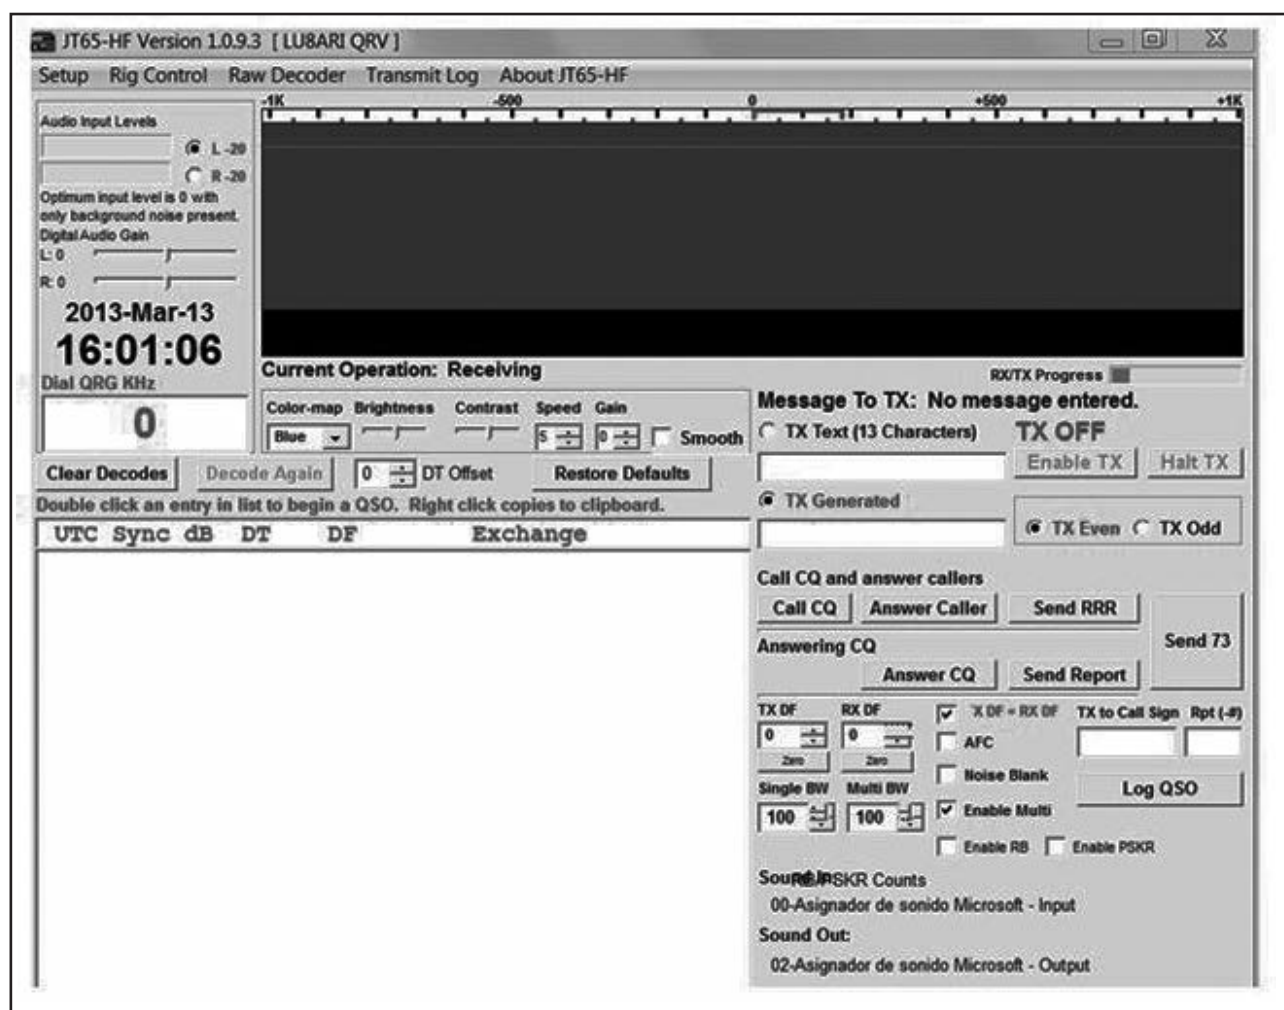 JT65-HF Version 1.0.9.3 [ LU8ARI QRV ]
Setup Rig Control Raw Decoder Transmit Log About JT65-HF
-1K -500 0 +500 +1K
Audio Input Levels
L -20
R -20
Optimum input level is 0 with
only background noise present.
Digital Audio Gain
L: 0
R: 0
2013-Mar-13
16:01:06
Dial QRG KHz
0
Current Operation: Receiving
RX/TX Progress
Color-map Brightness Contrast Speed Gain
Blue 5 0 Smooth
Message To TX: No message entered.
TX Text (13 Characters) TX OFF
Enable TX Halt TX
Clear Decodes Decode Again 0 DT Offset Restore Defaults
Double click an entry in list to begin a QSO. Right click copies to clipboard.
UTC Sync dB DT DF Exchange
TX Generated
TX Even TX Odd
Call CQ and answer callers
Call CQ Answer Caller Send RRR
Send 73
Answering CQ
Answer CQ Send Report
TX DF RX DF X DF = RX DF TX to Call Sign Rpt (-#)
0 0 AFC
Zero Zero
Noise Blank
Single BW Multi BW Log QSO
100 100 Enable Multi
Enable RB Enable PSKR
Sound In:
PSKR Counts
00-Asignador de sonido Microsoft - Input
Sound Out:
02-Asignador de sonido Microsoft - Output